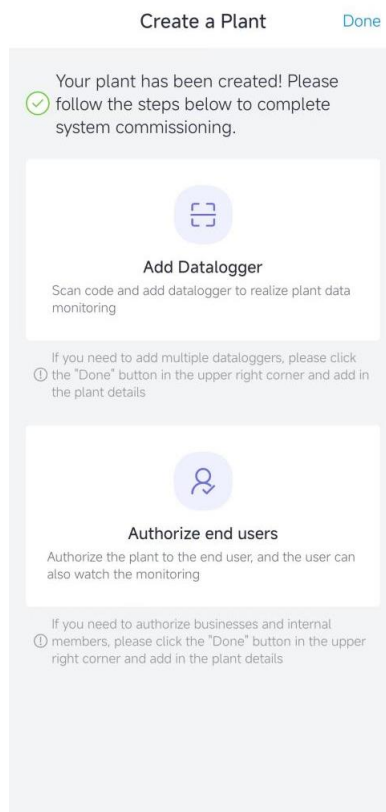 Create a Plant
Done
Your plant has been created! Please
follow the steps below to complete
system commissioning.
Add Datalogger
Scan code and add datalogger to realize plant data
monitoring
If you need to add multiple dataloggers, please click
the "Done" button in the upper right corner and add in
the plant details
Authorize end users
Authorize the plant to the end user, and the user can
also watch the monitoring
If you need to authorize businesses and internal
members, please click the "Done" button in the upper
right corner and add in the plant details